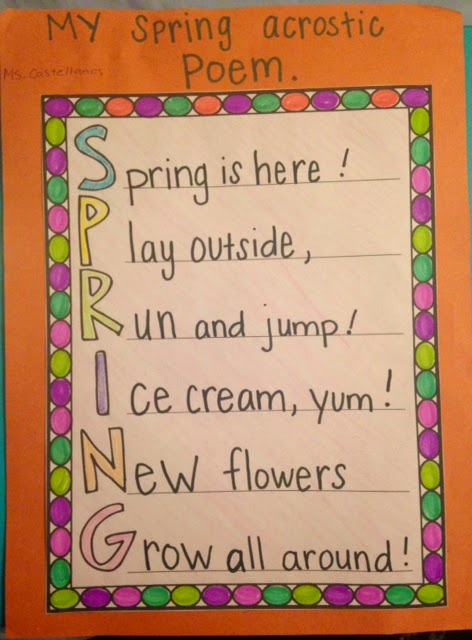 My Spring acrostic
Poem.
Ms. Castellanos
Spring is here!
Play outside,
Run and jump!
Ice cream, yum!
New flowers
Grow all around!